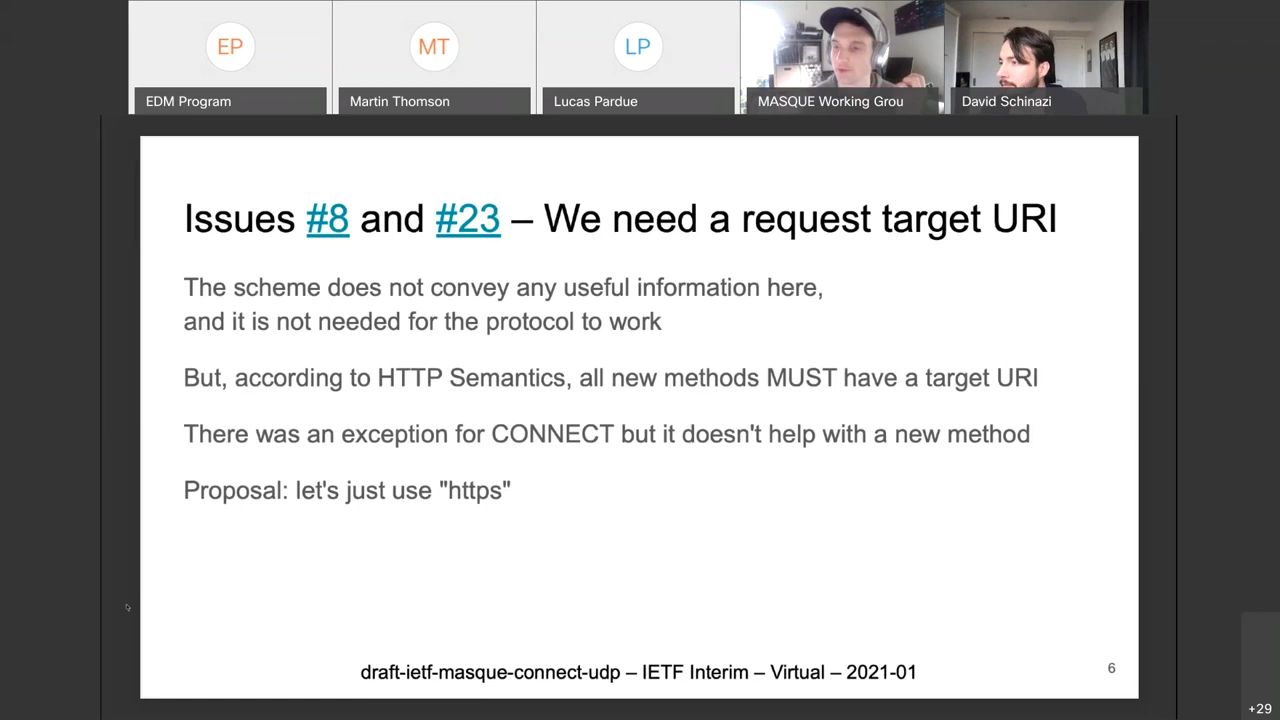 EP
MT
LP
EDM Program
Martin Thomson
Lucas Pardue
MASQUE Working Grou
David Schinazi
Issues #8 and #23 – We need a request target URI
The scheme does not convey any useful information here,
and it is not needed for the protocol to work
But, according to HTTP Semantics, all new methods MUST have a target URI
There was an exception for CONNECT but it doesn't help with a new method
Proposal: let's just use "https"
draft-ietf-masque-connect-udp – IETF Interim – Virtual – 2021-01
6
+29